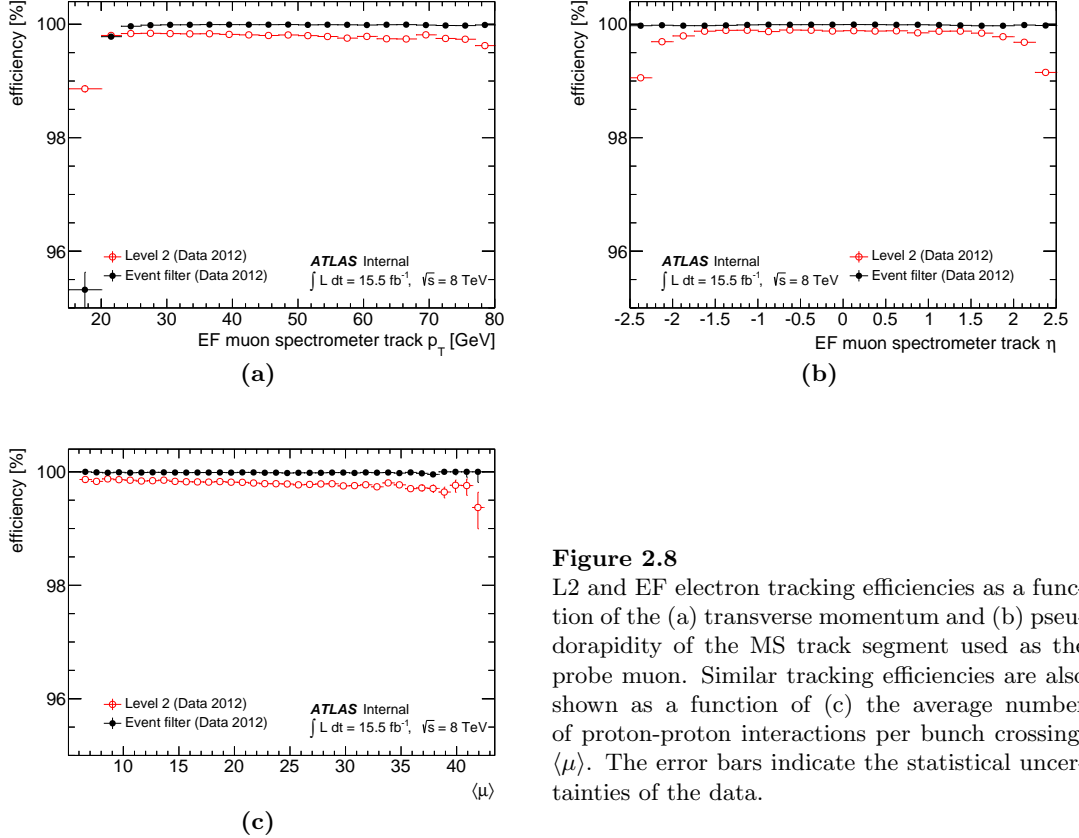 efficiency [%]
100
98
96
Level 2 (Data 2012)
Event filter (Data 2012)
ATLAS Internal
∫ L dt = 15.5 fb⁻¹, √s = 8 TeV
20 30 40 50 60 70 80
EF muon spectrometer track p_T [GeV]
(a)
efficiency [%]
100
98
96
ATLAS Internal
∫ L dt = 15.5 fb⁻¹, √s = 8 TeV
Level 2 (Data 2012)
Event filter (Data 2012)
-2.5 -2 -1.5 -1 -0.5 0 0.5 1 1.5 2 2.5
EF muon spectrometer track η
(b)
efficiency [%]
100
98
96
Level 2 (Data 2012)
Event filter (Data 2012)
ATLAS Internal
∫ L dt = 15.5 fb⁻¹, √s = 8 TeV
10 15 20 25 30 35 40
⟨μ⟩
(c)
Figure 2.8
L2 and EF electron tracking efficiencies as a func-
tion of the (a) transverse momentum and (b) pseu-
dorapidity of the MS track segment used as the
probe muon. Similar tracking efficiencies are also
shown as a function of (c) the average number
of proton-proton interactions per bunch crossing,
⟨μ⟩. The error bars indicate the statistical uncer-
tainties of the data.